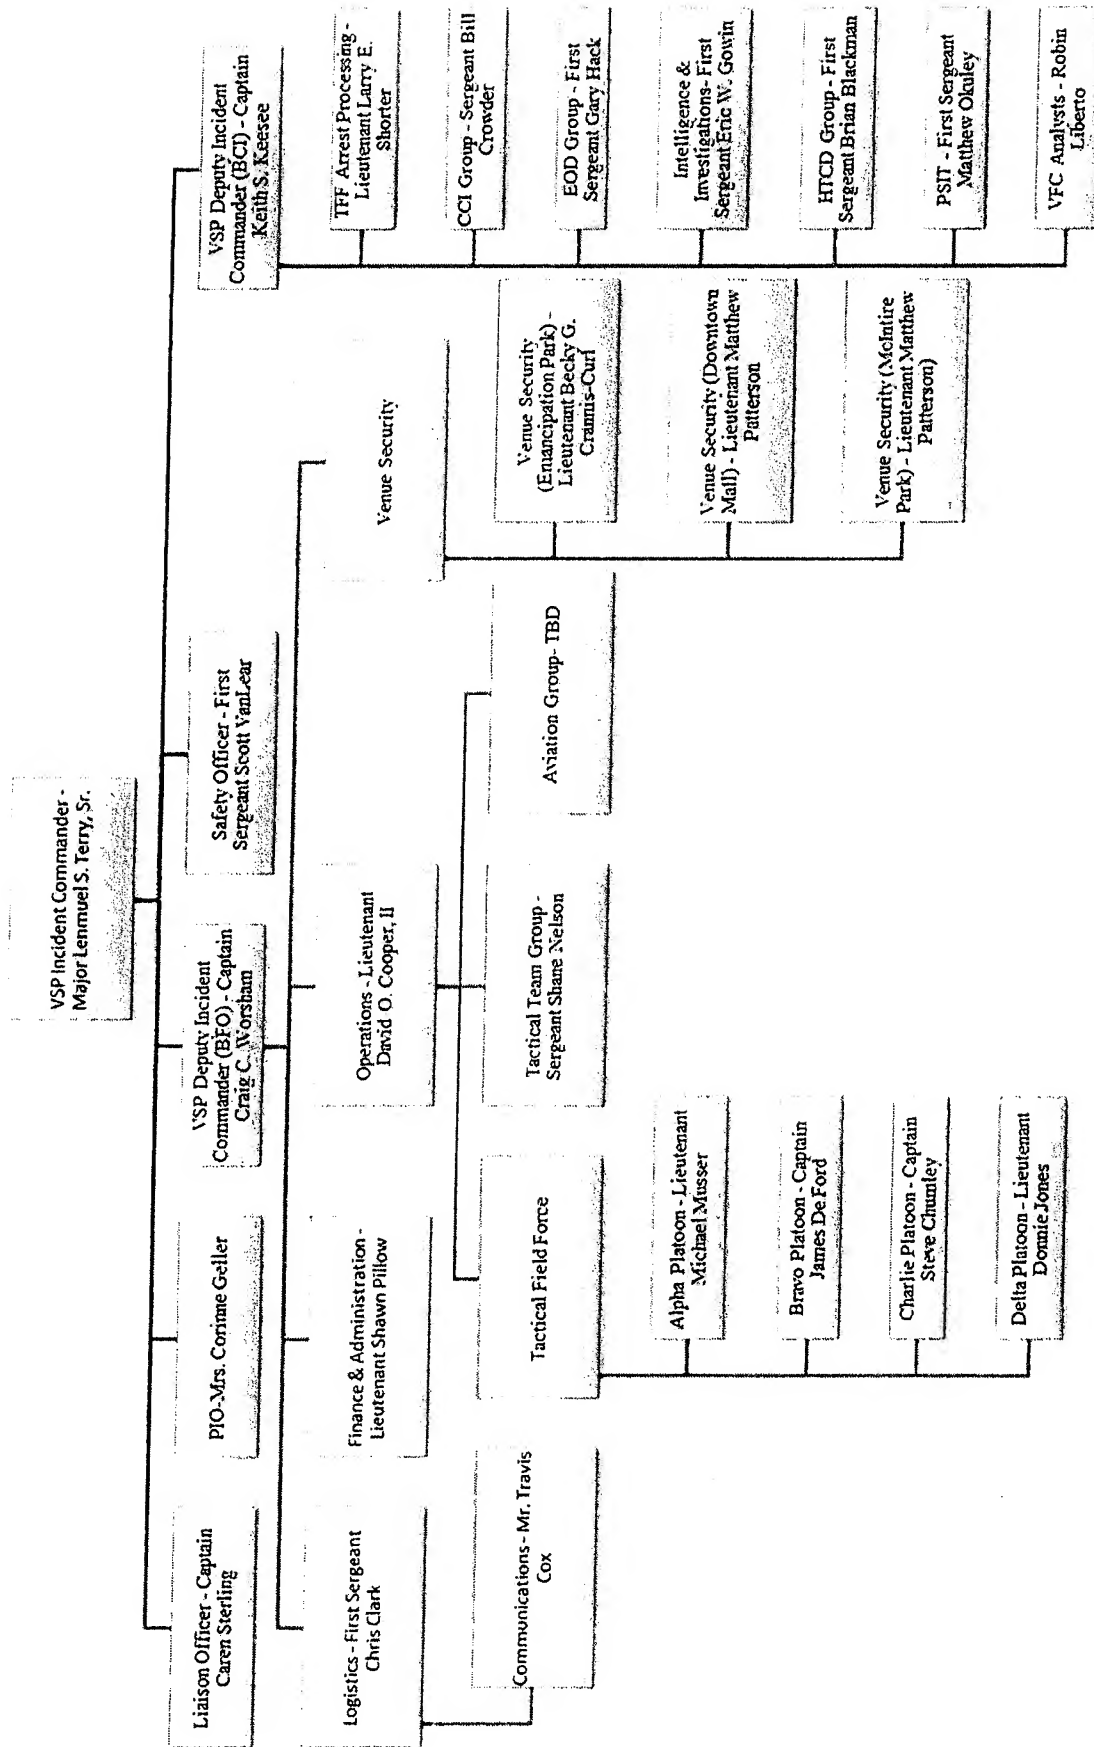 VSP Incident Commander -
Major Lenmuel S. Terry, Sr.
Liaison Officer - Captain
Caren Sterling
PIO-Mrs. Corinne Geller
VSP Deputy Incident
Commander (BFO) - Captain
Craig C. Worsham
Safety Officer - First
Sergeant Scott VanLear
VSP Deputy Incident
Commander (BCI) - Captain
Keith S. Keesee
Logistics - First Sergeant
Chris Clark
Finance & Administration -
Lieutenant Shawn Pillow
Operations - Lieutenant
David O. Cooper, II
Venue Security
Communications - Mr. Travis
Cox
Tactical Field Force
Tactical Team Group -
Sergeant Shane Nelson
Aviation Group- TBD
Alpha Platoon - Lieutenant
Michael Musser
Bravo Platoon - Captain
James De Ford
Charlie Platoon - Captain
Steve Chumley
Delta Platoon - Lieutenant
Donnie Jones
Venue Security
(Emancipation Park) -
Lieutenant Becky G.
Crannis-Curl
Venue Security (Downtown
Mall) - Lieutenant Matthew
Patterson
Venue Security (McIntire
Park) - Lieutenant Matthew
Patterson)
TFF Arrest Processing -
Lieutenant Larry E.
Shorter
CCI Group - Sergeant Bill
Crowder
EOD Group - First
Sergeant Gary Hack
Intelligence &
Investigations- First
Sergeant Eric W. Gowin
HTCD Group - First
Sergeant Brian Blackman
PSIT - First Sergeant
Matthew Okuley
VFC Analysts - Robin
Liberto